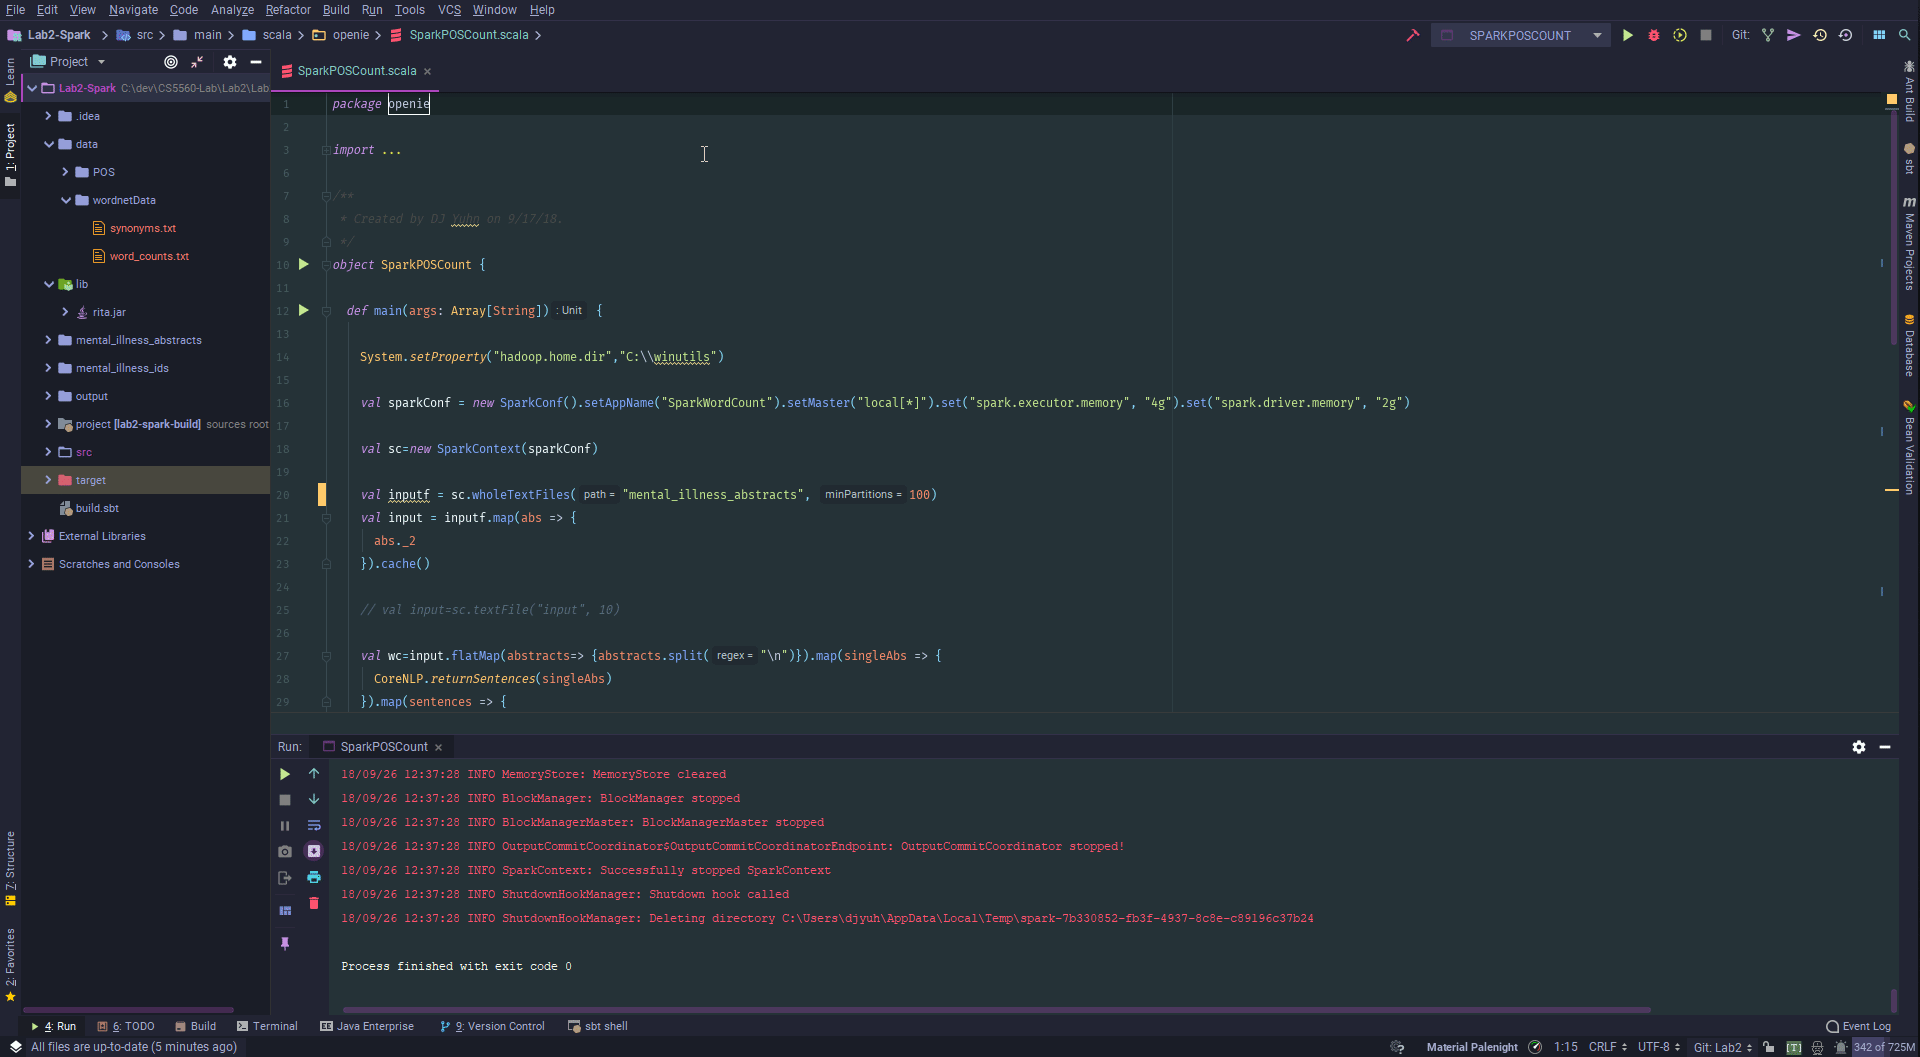 File Edit View Navigate Code Analyze Refactor Build Run Tools VCS Window Help
Lab2-Spark src main scala openie SparkPOSCount.scala SPARKPOSCOUNT Git:
Project
SparkPOSCount.scala
Lab2-Spark C:\dev\CS5560-Lab\Lab2\Lab
.idea
data
POS
wordnetData
synonyms.txt
word_counts.txt
lib
rita.jar
mental_illness_abstracts
mental_illness_ids
output
project [lab2-spark-build] sources root
src
target
build.sbt
External Libraries
Scratches and Consoles
Learn
1: Project
7: Structure
2: Favorites
1 package openie
2
3 import ...
6
7 /**
8 * Created by DJ Yuhn on 9/17/18.
9 */
10 object SparkPOSCount {
11
12 def main(args: Array[String]) : Unit {
13
14 System.setProperty("hadoop.home.dir","C:\\winutils")
15
16 val sparkConf = new SparkConf().setAppName("SparkWordCount").setMaster("local[*]").set("spark.executor.memory", "4g").set("spark.driver.memory", "2g")
17
18 val sc=new SparkContext(sparkConf)
19
20 val inputf = sc.wholeTextFiles( path = "mental_illness_abstracts", minPartitions = 100)
21 val input = inputf.map(abs => {
22 abs._2
23 }).cache()
24
25 // val input=sc.textFile("input", 10)
26
27 val wc=input.flatMap(abstracts=> {abstracts.split( regex = "\n")}).map(singleAbs => {
28 CoreNLP.returnSentences(singleAbs)
29 }).map(sentences => {
Ant Build
sbt
Maven Projects
Database
Bean Validation
Run: SparkPOSCount
18/09/26 12:37:28 INFO MemoryStore: MemoryStore cleared
18/09/26 12:37:28 INFO BlockManager: BlockManager stopped
18/09/26 12:37:28 INFO BlockManagerMaster: BlockManagerMaster stopped
18/09/26 12:37:28 INFO OutputCommitCoordinator$OutputCommitCoordinatorEndpoint: OutputCommitCoordinator stopped!
18/09/26 12:37:28 INFO SparkContext: Successfully stopped SparkContext
18/09/26 12:37:28 INFO ShutdownHookManager: Shutdown hook called
18/09/26 12:37:28 INFO ShutdownHookManager: Deleting directory C:\Users\djyuh\AppData\Local\Temp\spark-7b330852-fb3f-4937-8c8e-c89196c37b24
Process finished with exit code 0
4: Run 6: TODO Build Terminal Java Enterprise 9: Version Control sbt shell Event Log
All files are up-to-date (5 minutes ago) Material Palenight 1:15 CRLF UTF-8 Git: Lab2 [T] 342 of 725M